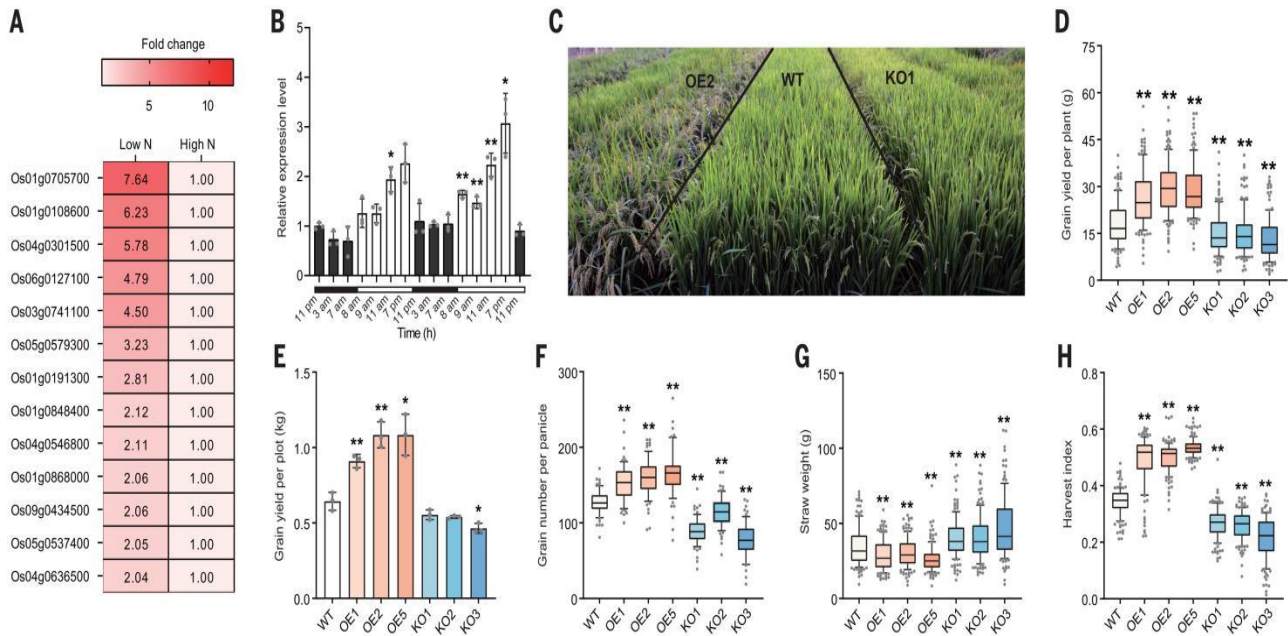 A
Fold change
5
10
Low N
High N
Os01g0705700
7.64
1.00
Os01g0108600
6.23
1.00
Os04g0301500
5.78
1.00
Os06g0127100
4.79
1.00
Os03g0741100
4.50
1.00
Os05g0579300
3.23
1.00
Os01g0191300
2.81
1.00
Os01g0848400
2.12
1.00
Os04g0546800
2.11
1.00
Os01g0868000
2.06
1.00
Os09g0434500
2.06
1.00
Os05g0537400
2.05
1.00
Os04g0636500
2.04
1.00
B
Relative expression level
5
4
3
2
1
0
*
**
**
**
*
11 pm
3 am
7 am
8 am
9 am
11 am
7 pm
11 pm
3 am
7 am
8 am
9 am
11 am
7 pm
11 pm
Time (h)
C
OE2
WT
KO1
D
Grain yield per plant (g)
75
60
45
30
15
0
**
**
**
**
**
**
WT
OE1
OE2
OE5
KO1
KO2
KO3
E
Grain yield per plot (kg)
1.5
1.0
0.5
0.0
**
**
*
*
WT
OE1
OE2
OE5
KO1
KO2
KO3
F
Grain number per panicle
300
200
100
0
**
**
**
**
**
**
WT
OE1
OE2
OE5
KO1
KO2
KO3
G
Straw weight (g)
150
100
50
0
**
**
**
**
**
**
WT
OE1
OE2
OE5
KO1
KO2
KO3
H
Harvest index
0.8
0.6
0.4
0.2
0.0
**
**
**
**
**
**
WT
OE1
OE2
OE5
KO1
KO2
KO3